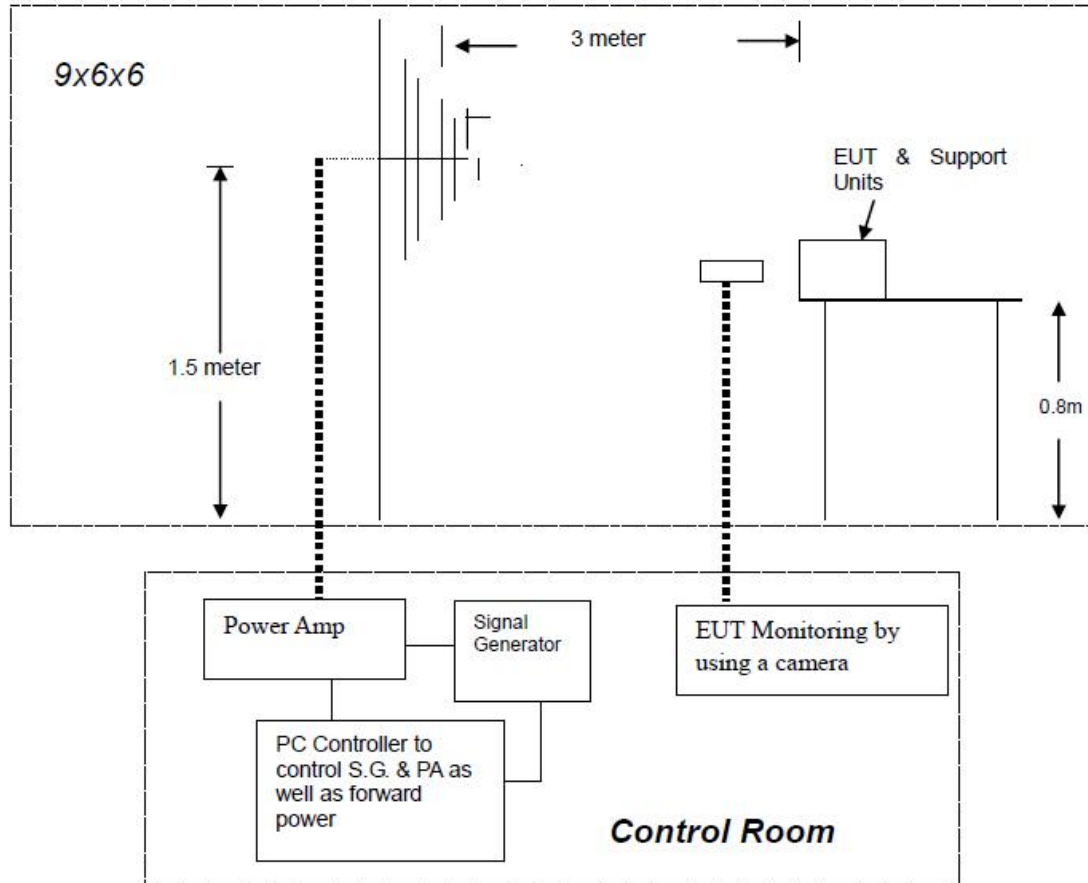 3 meter
9x6x6
EUT & Support
Units
1.5 meter
0.8m
Power Amp
Signal
Generator
EUT Monitoring by
using a camera
PC Controller to
control S.G. & PA as
well as forward
power
Control Room